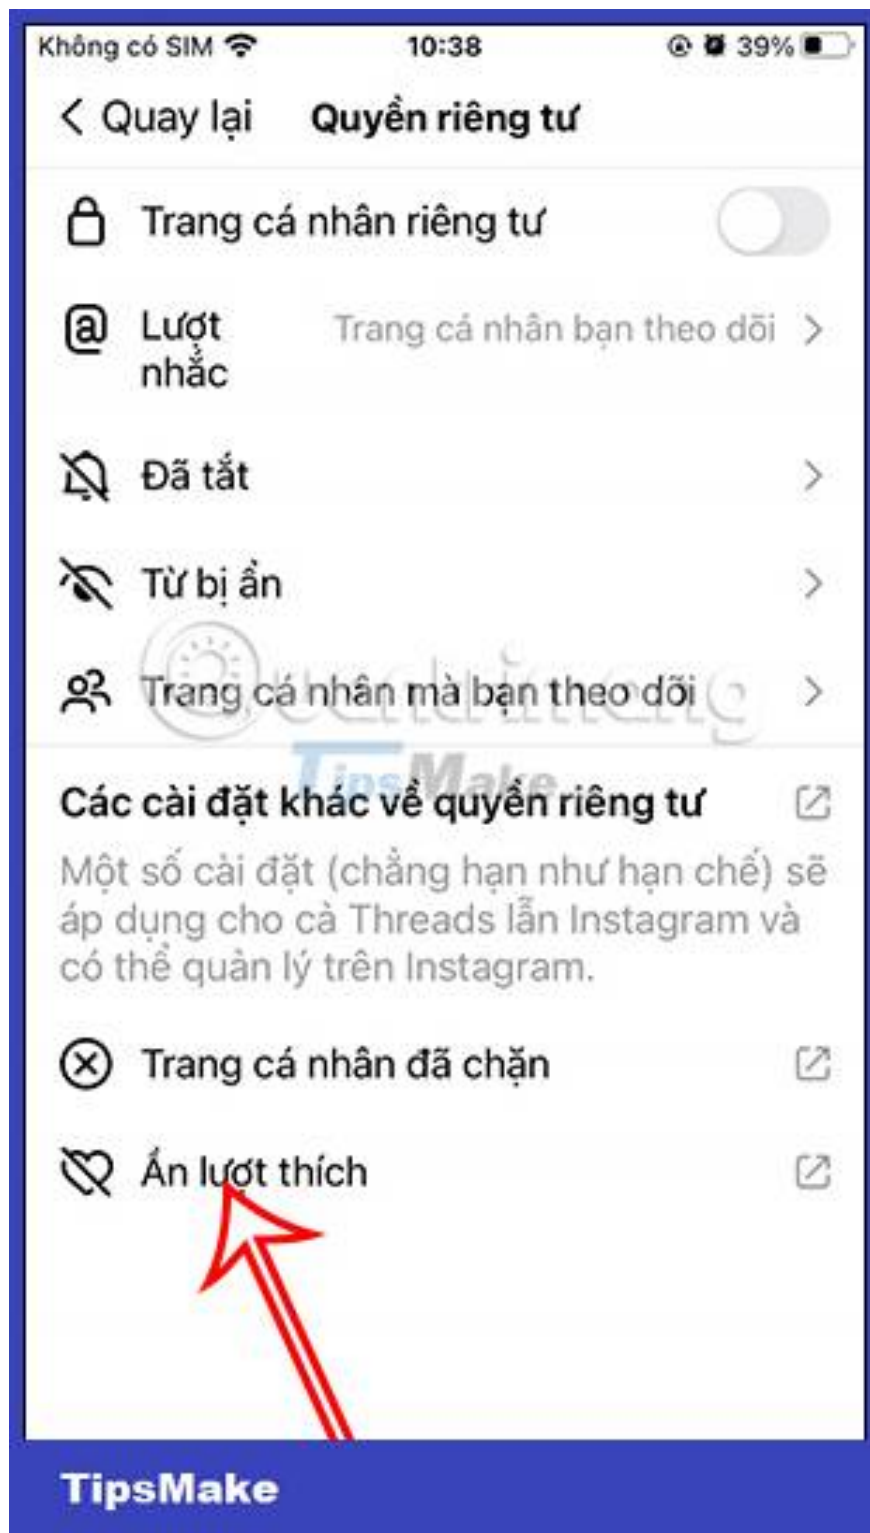 Không có SIM 10:38 39%
Quay lại Quyền riêng tư
Trang cá nhân riêng tư
Lượt nhắc Trang cá nhân bạn theo dõi
Đã tắt
Từ bị ẩn
Trang cá nhân mà bạn theo dõi
Quantrimang
TipsMake
Các cài đặt khác về quyền riêng tư
Một số cài đặt (chẳng hạn như hạn chế) sẽ
áp dụng cho cả Threads lẫn Instagram và
có thể quản lý trên Instagram.
Trang cá nhân đã chặn
Ẩn lượt thích
TipsMake